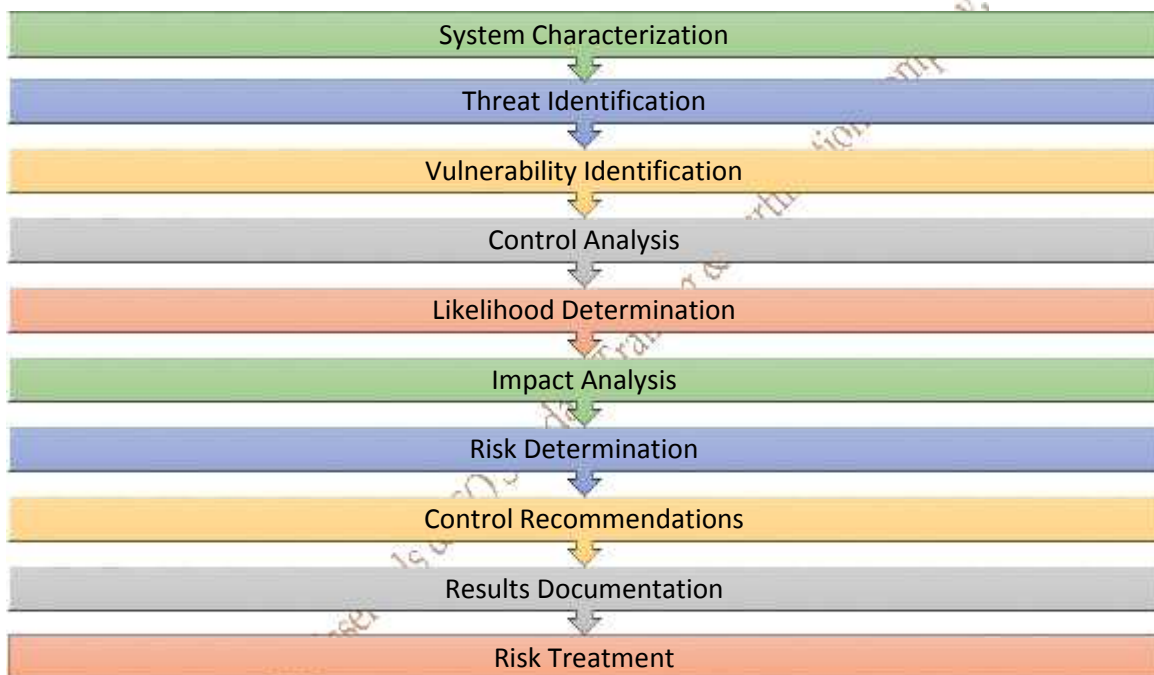 System Characterization
Threat Identification
Vulnerability Identification
Control Analysis
Likelihood Determination
Impact Analysis
Risk Determination
Control Recommendations
Results Documentation
Risk Treatment